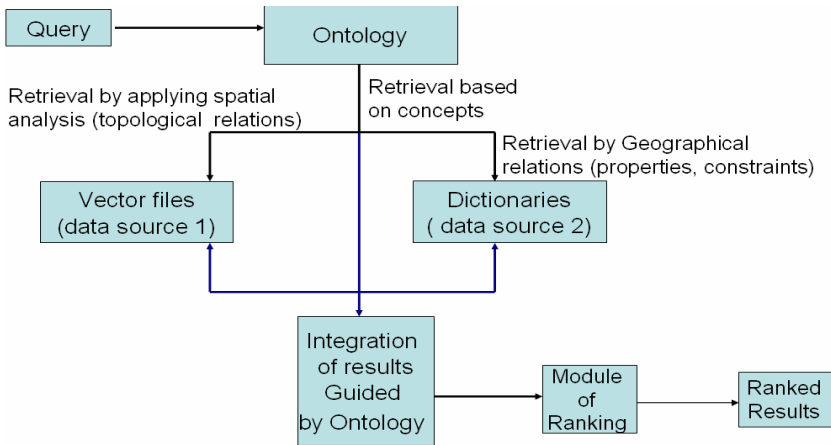 Query
Ontology
Retrieval by applying spatial
analysis (topological relations)
Retrieval based
on concepts
Retrieval by Geographical
relations (properties, constraints)
Vector files
(data source 1)
Dictionaries
( data source 2)
Integration
of results
Guided
by Ontology
Module
of
Ranking
Ranked
Results